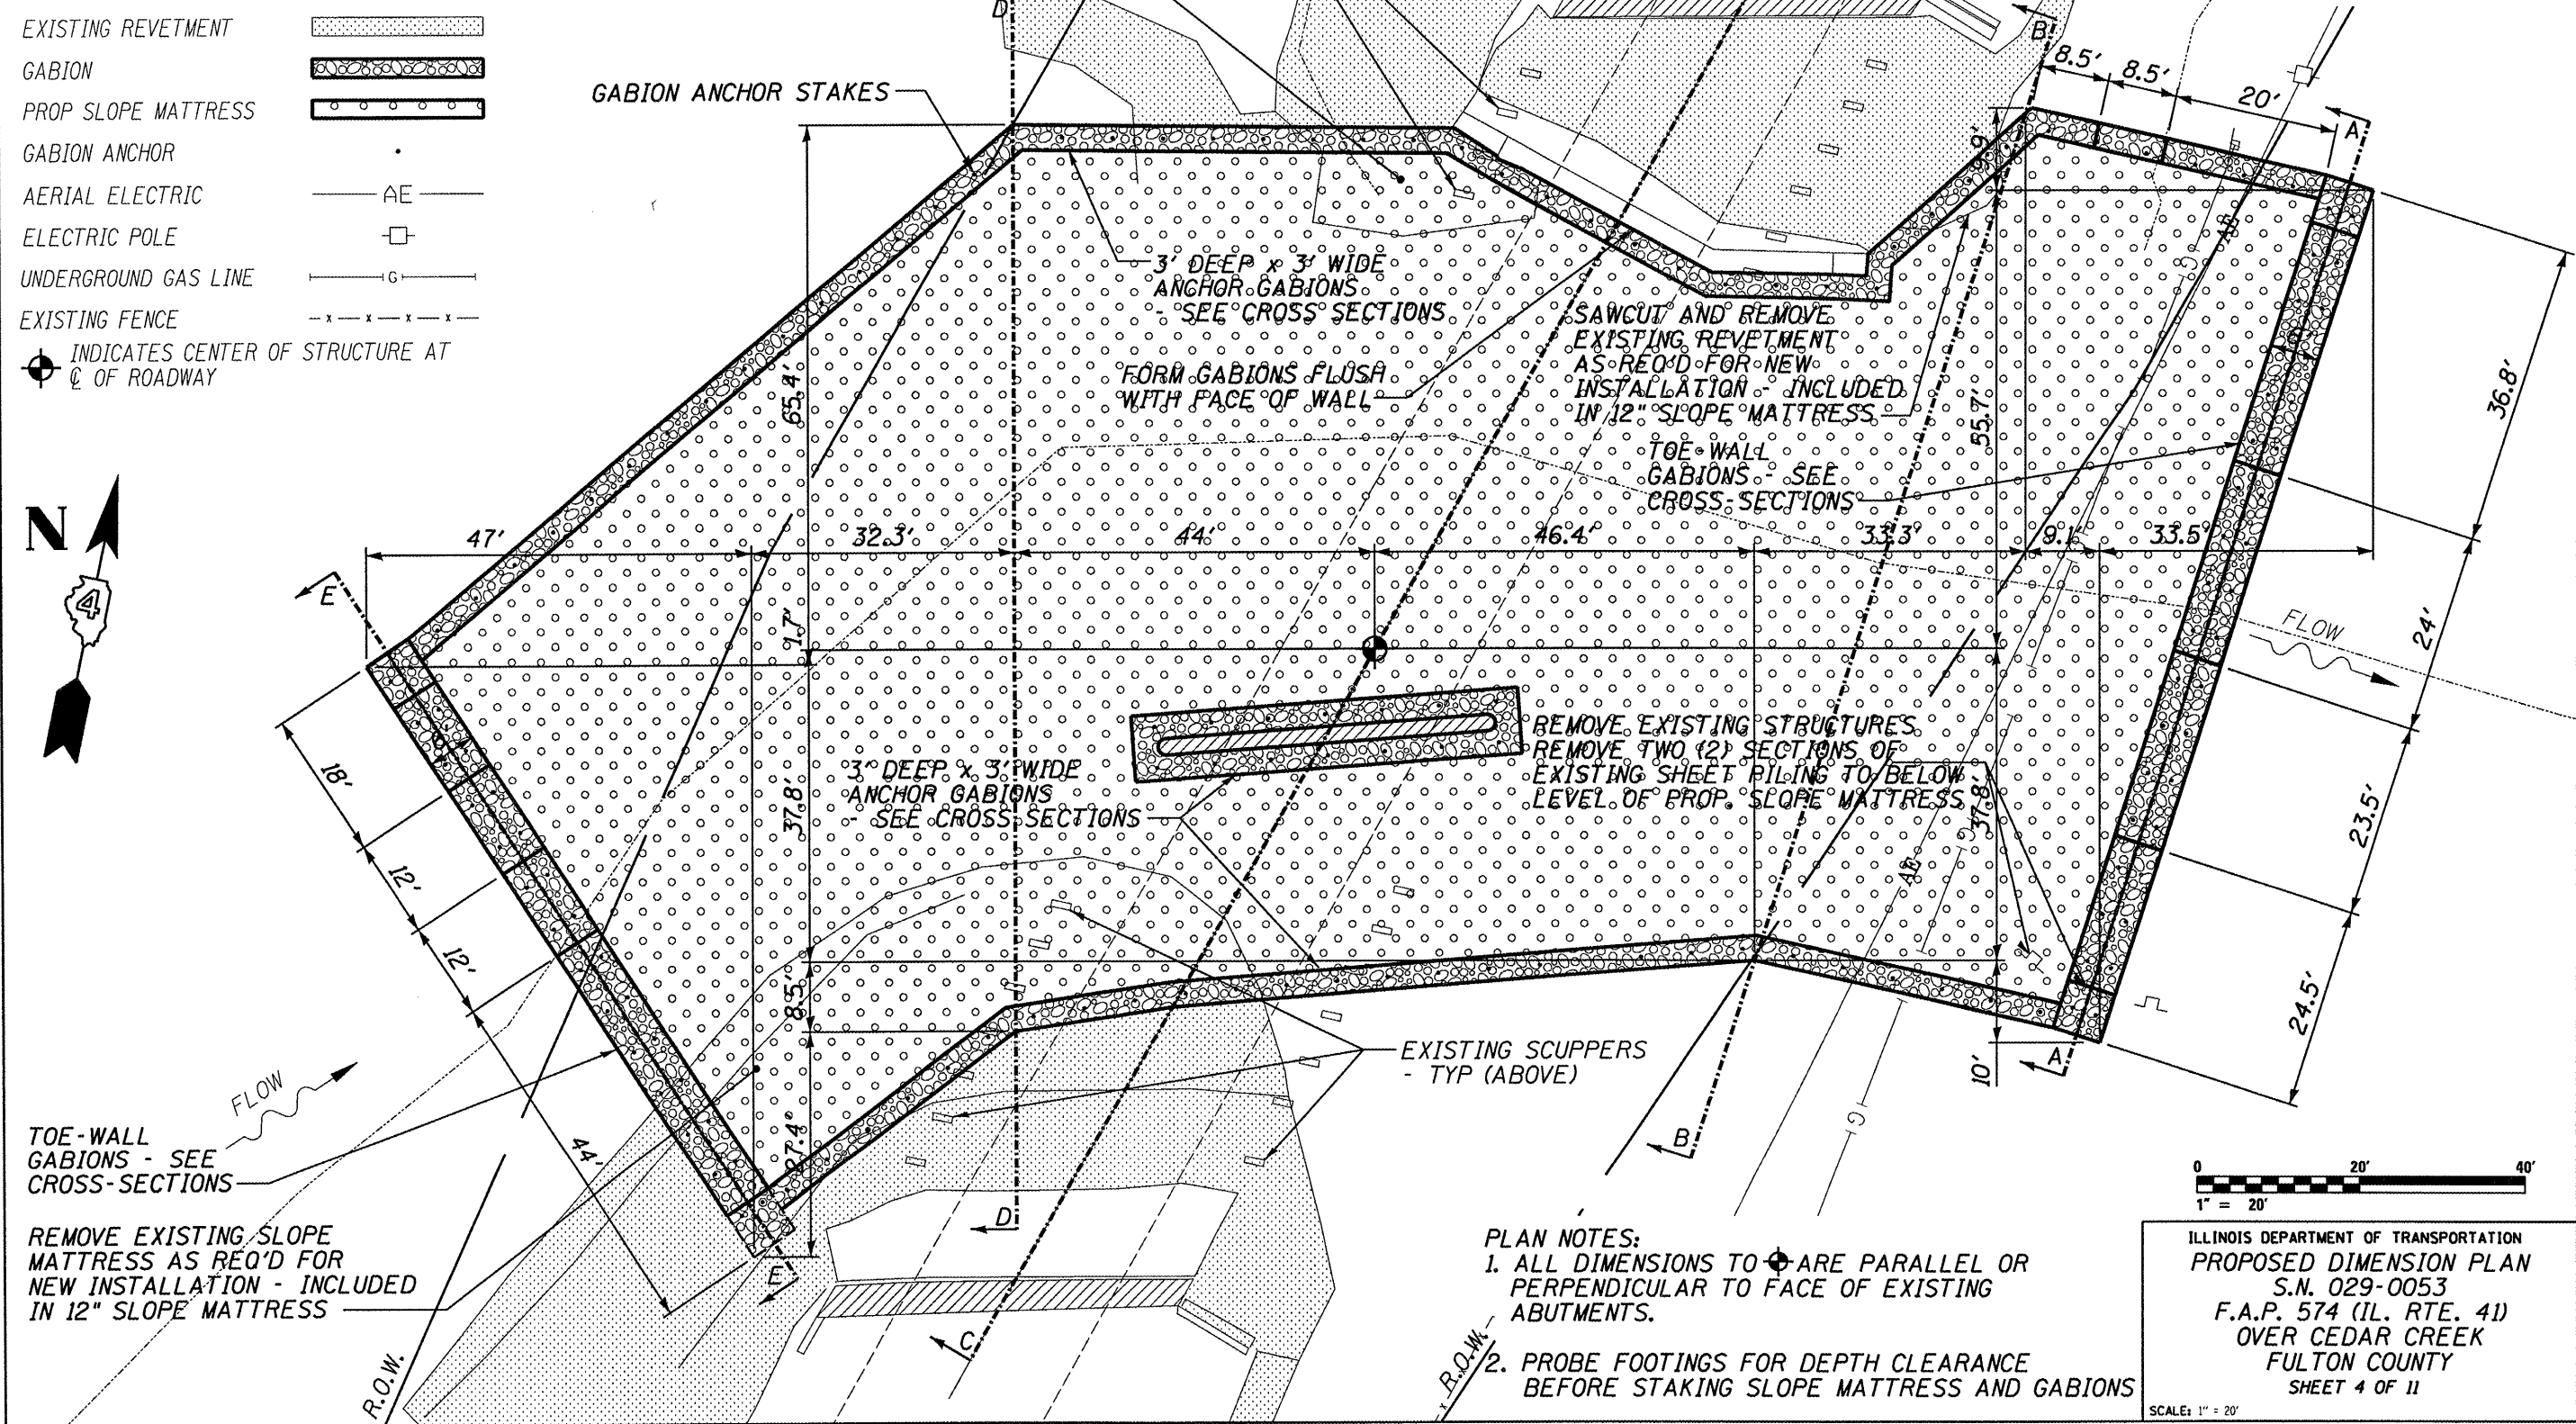 EXISTING REVETMENT
GABION
PROP SLOPE MATTRESS
GABION ANCHOR
AERIAL ELECTRIC
AE
ELECTRIC POLE
UNDERGROUND GAS LINE
G
EXISTING FENCE
x x x x
INDICATES CENTER OF STRUCTURE AT
℄ OF ROADWAY
N
4
GABION ANCHOR STAKES
D
B
8.5'
8.5'
20'
A
9.9'
3' DEEP x 3' WIDE
ANCHOR GABIONS
- SEE CROSS SECTIONS
FORM GABIONS FLUSH
WITH FACE OF WALL
SAWCUT AND REMOVE
EXISTING REVETMENT
AS REQ'D FOR NEW
INSTALLATION - INCLUDED
IN 12" SLOPE MATTRESS
TOE-WALL
GABIONS - SEE
CROSS-SECTIONS
AE
G
65.4'
55.7'
36.8'
47'
32.3'
44'
46.4'
33.3'
9.1'
33.5'
E
1.7'
FLOW
24'
6'
6'
18'
12'
12'
44'
3' DEEP x 3' WIDE
ANCHOR GABIONS
- SEE CROSS SECTIONS
37.8'
REMOVE EXISTING STRUCTURES
REMOVE TWO (2) SECTIONS OF
EXISTING SHEET PILING TO BELOW
LEVEL OF PROP. SLOPE MATTRESS
37.8'
G
AE
23.5'
24.5'
8.5'
27.4'
10'
EXISTING SCUPPERS
- TYP (ABOVE)
A
B
G
D
E
C
FLOW
TOE-WALL
GABIONS - SEE
CROSS-SECTIONS
REMOVE EXISTING SLOPE
MATTRESS AS REQ'D FOR
NEW INSTALLATION - INCLUDED
IN 12" SLOPE MATTRESS
R.O.W.
R.O.W.
PLAN NOTES:
1. ALL DIMENSIONS TO ARE PARALLEL OR
PERPENDICULAR TO FACE OF EXISTING
ABUTMENTS.
2. PROBE FOOTINGS FOR DEPTH CLEARANCE
BEFORE STAKING SLOPE MATTRESS AND GABIONS
0 20' 40'
1" = 20'
ILLINOIS DEPARTMENT OF TRANSPORTATION
PROPOSED DIMENSION PLAN
S.N. 029-0053
F.A.P. 574 (IL. RTE. 41)
OVER CEDAR CREEK
FULTON COUNTY
SHEET 4 OF 11
SCALE: 1" = 20'